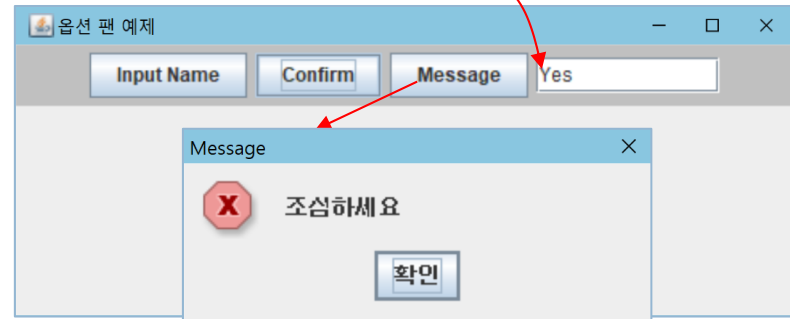 옵션 팬 예제
Input Name Confirm Message Yes
Message
조심하세요
확인